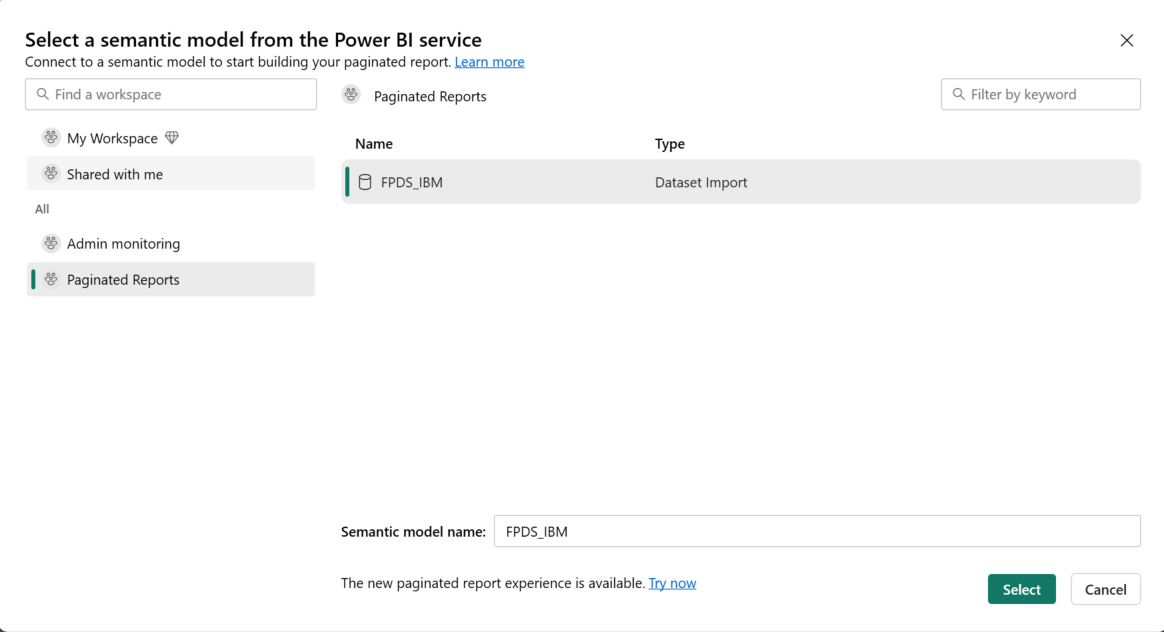 Select a semantic model from the Power BI service
Connect to a semantic model to start building your paginated report. Learn more
Find a workspace
My Workspace
Shared with me
All
Admin monitoring
Paginated Reports
Paginated Reports
Filter by keyword
Name Type
FPDS_IBM Dataset Import
Semantic model name: FPDS_IBM
The new paginated report experience is available. Try now
Select Cancel